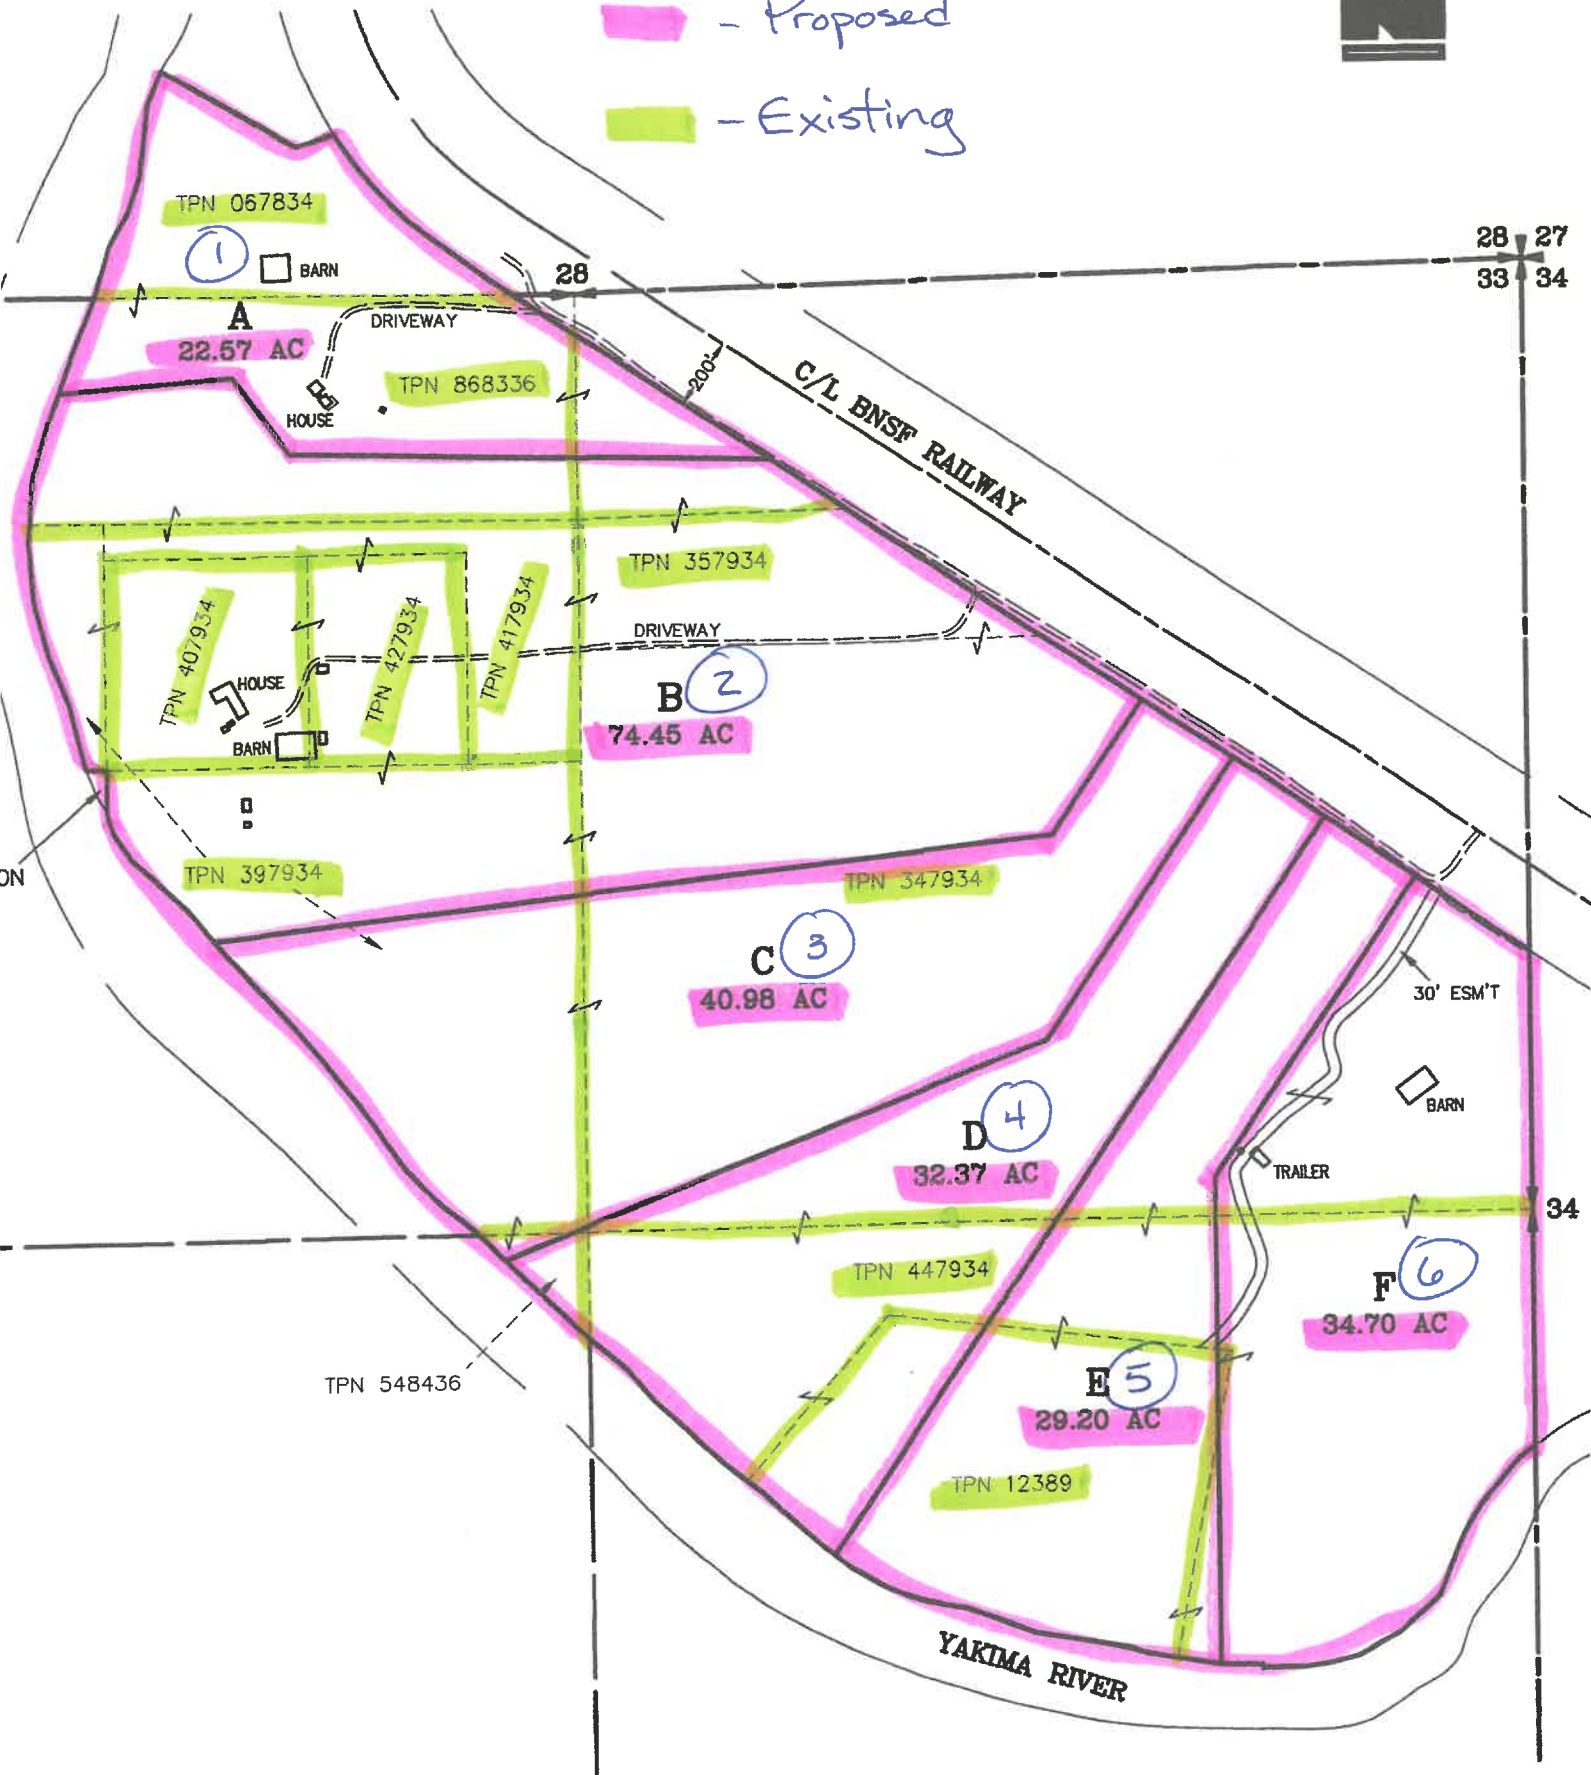 - Proposed
- Existing
TPN 067834
1
BARN
28
28 27
33 34
A
22.57 AC
DRIVEWAY
TPN 868336
HOUSE
200'
C/L BNSF RAILWAY
TPN 357934
TPN 407934
TPN 427934
TPN 417934
DRIVEWAY
HOUSE
BARN
B 2
74.45 AC
ON
TPN 397934
TPN 347934
C 3
40.98 AC
30' ESM'T
BARN
D 4
32.37 AC
TRAILER
34
TPN 447934
F 6
34.70 AC
TPN 548436
E 5
29.20 AC
TPN 12389
YAKIMA RIVER